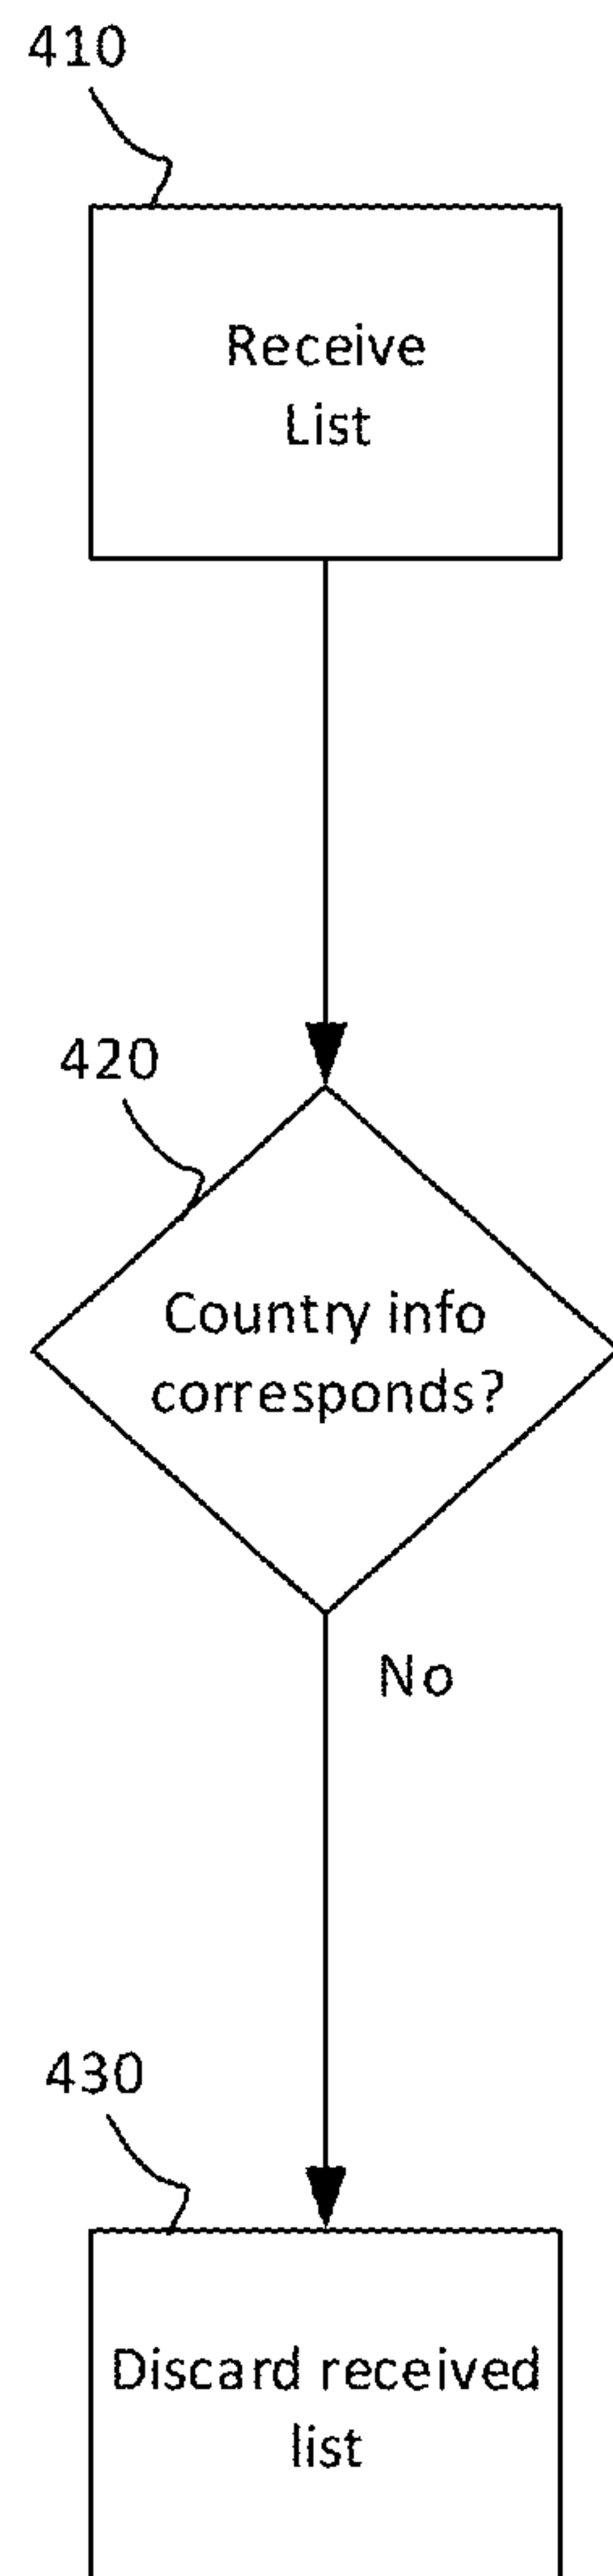 410
Receive
List
420
Country info
corresponds?
No
430
Discard received
list